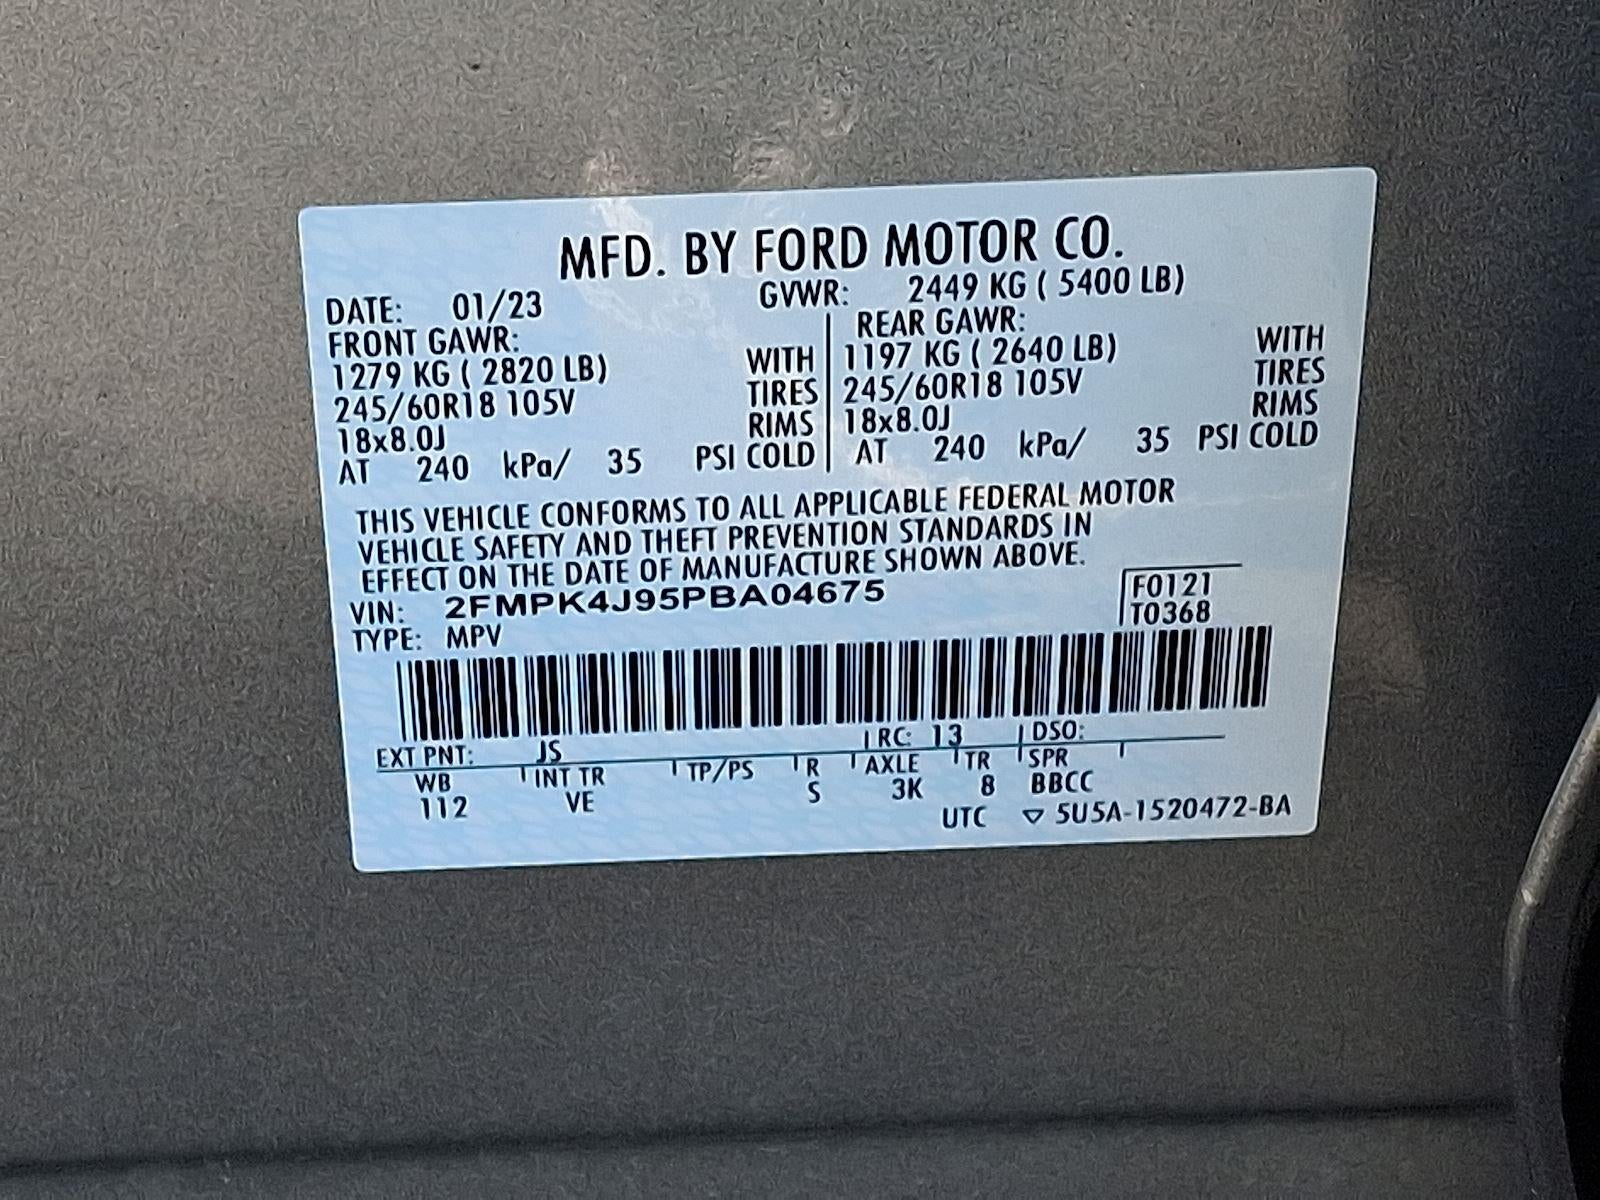 MFD. BY FORD MOTOR CO.
DATE: 01/23 GVWR: 2449 KG ( 5400 LB)
FRONT GAWR: REAR GAWR:
1279 KG ( 2820 LB) WITH 1197 KG ( 2640 LB) WITH
245/60R18 105V TIRES 245/60R18 105V TIRES
18x8.0J RIMS 18x8.0J RIMS
AT 240 kPa/ 35 PSI COLD AT 240 kPa/ 35 PSI COLD
THIS VEHICLE CONFORMS TO ALL APPLICABLE FEDERAL MOTOR
VEHICLE SAFETY AND THEFT PREVENTION STANDARDS IN
EFFECT ON THE DATE OF MANUFACTURE SHOWN ABOVE.
VIN: 2FMPK4J95PBA04675 F0121
TYPE: MPV T0368
EXT PNT: JS RC: 13 DSO:
WB INT TR TP/PS R AXLE TR SPR
112 VE S 3K 8 BBCC
UTC ▽ 5U5A-1520472-BA